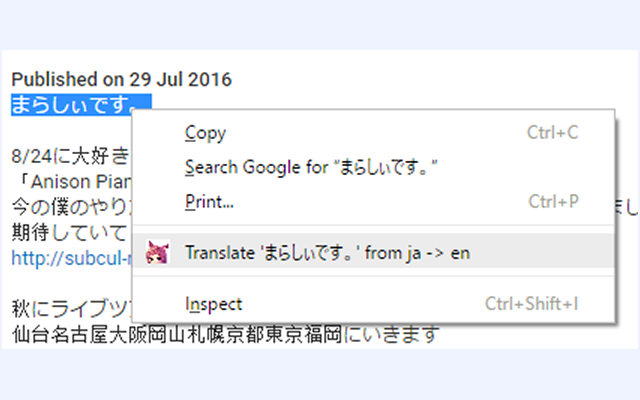 Published on 29 Jul 2016
まらしぃです。
Copy Ctrl+C
8/24に大好き
Search Google for “まらしぃです。”
「Anison Pian
Print... Ctrl+P
今の僕のやり
まし
期待していて
Translate 'まらしぃです。' from ja -> en
http://subcul-r
秋にライブツア
Inspect Ctrl+Shift+I
仙台名古屋大阪岡山札幌京都東京福岡にいきます